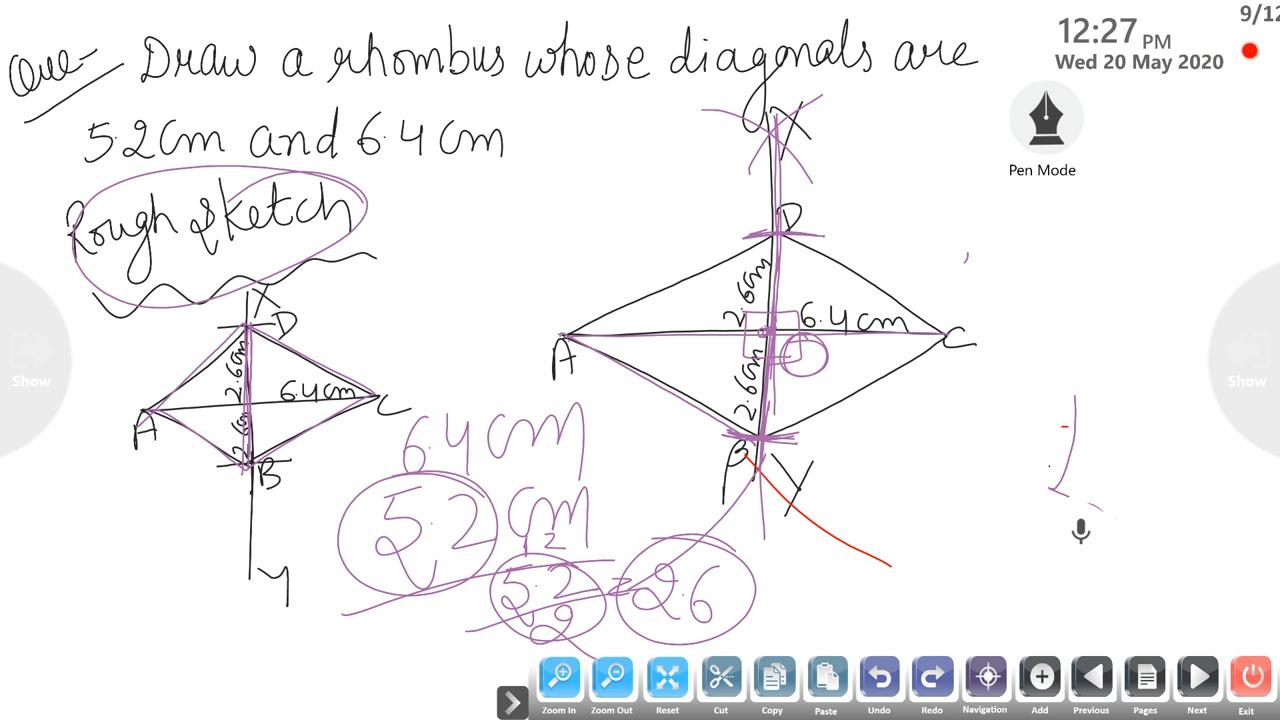 9/12
12:27 PM
Wed 20 May 2020
Pen Mode
Que- Draw a rhombus whose diagonals are
5.2cm and 6.4cm
Rough sketch
X
D
2.6cm
6.4cm
A
C
B
Y
X
D
2.6cm
6.4cm
A
C
2.6cm
B
Y
6.4cm
5.2cm
5.2
2
= 2.6
Show
Show
Zoom In Zoom Out Reset Cut Copy Paste Undo Redo Navigation Add Previous Pages Next Exit